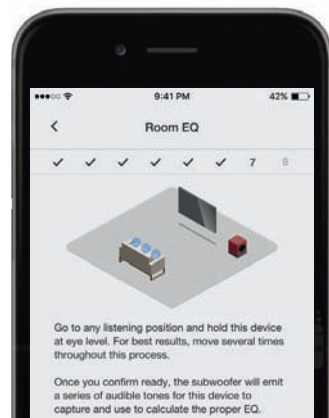 9:41 PM
42%
Room EQ
7 8
Go to any listening position and hold this device
at eye level. For best results, move several times
throughout this process.
Once you confirm ready, the subwoofer will emit
a series of audible tones for this device to
capture and use to calculate the proper EQ.